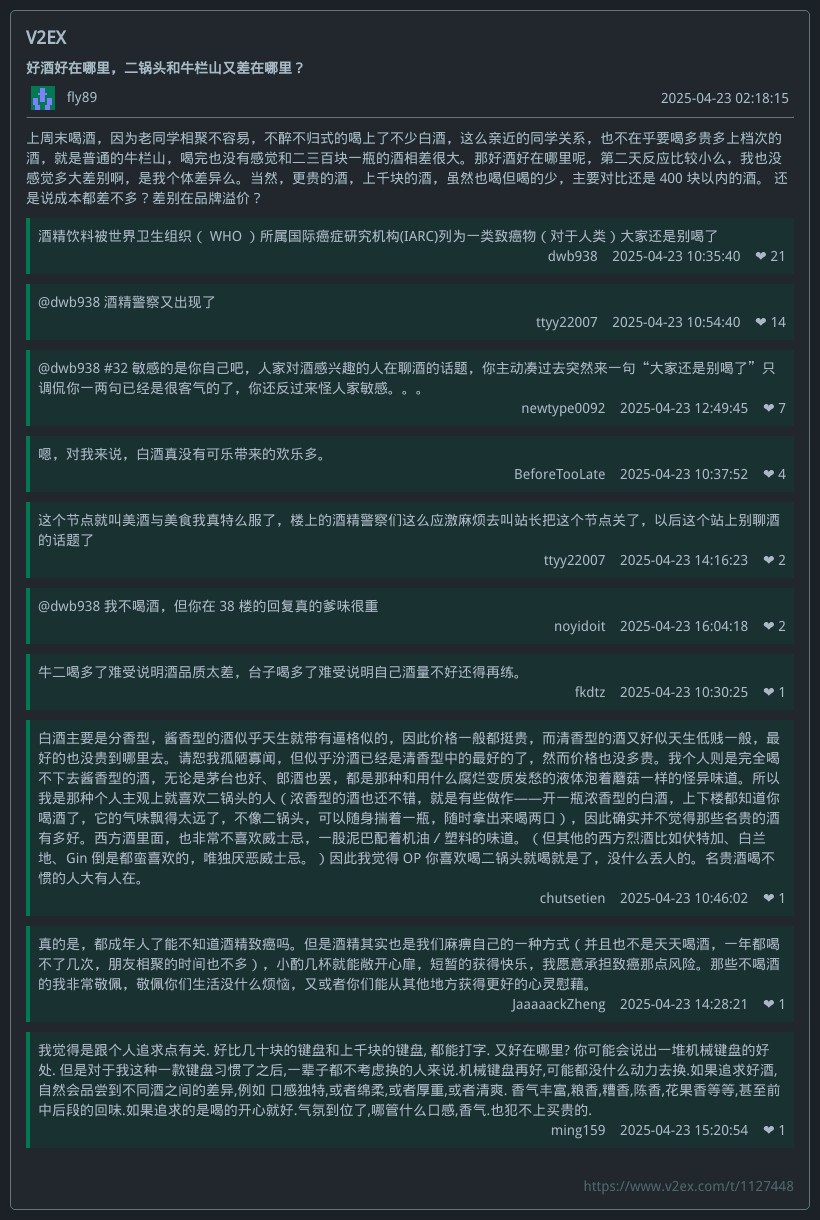 V2EX
好酒好在哪里，二锅头和牛栏山又差在哪里？
fly89
2025-04-23 02:18:15
上周末喝酒，因为老同学相聚不容易，不醉不归式的喝上了不少白酒，这么亲近的同学关系，也不在乎要喝多贵多上档次的
酒，就是普通的牛栏山，喝完也没有感觉和二三百块一瓶的酒相差很大。那好酒好在哪里呢，第二天反应比较小么，我也没
感觉多大差别啊，是我个体差异么。当然，更贵的酒，上千块的酒，虽然也喝但喝的少，主要对比还是 400 块以内的酒。 还
是说成本都差不多？差别在品牌溢价？
酒精饮料被世界卫生组织（ WHO ）所属国际癌症研究机构(IARC)列为一类致癌物（对于人类）大家还是别喝了
dwb938 2025-04-23 10:35:40 ❤ 21
@dwb938 酒精警察又出现了
ttyy22007 2025-04-23 10:54:40 ❤ 14
@dwb938 #32 敏感的是你自己吧，人家对酒感兴趣的人在聊酒的话题，你主动凑过去突然来一句“大家还是别喝了”只
调侃你一两句已经是很客气的了，你还反过来怪人家敏感。。。
newtype0092 2025-04-23 12:49:45 ❤ 7
嗯，对我来说，白酒真没有可乐带来的欢乐多。
BeforeTooLate 2025-04-23 10:37:52 ❤ 4
这个节点就叫美酒与美食我真特么服了，楼上的酒精警察们这么应激麻烦去叫站长把这个节点关了，以后这个站上别聊酒
的话题了
ttyy22007 2025-04-23 14:16:23 ❤ 2
@dwb938 我不喝酒，但你在 38 楼的回复真的爹味很重
noyidoit 2025-04-23 16:04:18 ❤ 2
牛二喝多了难受说明酒品质太差，台子喝多了难受说明自己酒量不好还得再练。
fkdtz 2025-04-23 10:30:25 ❤ 1
白酒主要是分香型，酱香型的酒似乎天生就带有逼格似的，因此价格一般都挺贵，而清香型的酒又好似天生低贱一般，最
好的也没贵到哪里去。请恕我孤陋寡闻，但似乎汾酒已经是清香型中的最好的了，然而价格也没多贵。我个人则是完全喝
不下去酱香型的酒，无论是茅台也好、郎酒也罢，都是那种和用什么腐烂变质发愁的液体泡着蘑菇一样的怪异味道。所以
我是那种个人主观上就喜欢二锅头的人（浓香型的酒也还不错，就是有些做作——开一瓶浓香型的白酒，上下楼都知道你
喝酒了，它的气味飘得太远了，不像二锅头，可以随身揣着一瓶，随时拿出来喝两口），因此确实并不觉得那些名贵的酒
有多好。西方酒里面，也非常不喜欢威士忌，一股泥巴配着机油 / 塑料的味道。（但其他的西方烈酒比如伏特加、白兰
地、Gin 倒是都蛮喜欢的，唯独厌恶威士忌。）因此我觉得 OP 你喜欢喝二锅头就喝就是了，没什么丢人的。名贵酒喝不
惯的人大有人在。
chutsetien 2025-04-23 10:46:02 ❤ 1
真的是，都成年人了能不知道酒精致癌吗。但是酒精其实也是我们麻痹自己的一种方式（并且也不是天天喝酒，一年都喝
不了几次，朋友相聚的时间也不多），小酌几杯就能敞开心扉，短暂的获得快乐，我愿意承担致癌那点风险。那些不喝酒
的我非常敬佩，敬佩你们生活没什么烦恼，又或者你们能从其他地方获得更好的心灵慰藉。
JaaaaackZheng 2025-04-23 14:28:21 ❤ 1
我觉得是跟个人追求点有关. 好比几十块的键盘和上千块的键盘, 都能打字. 又好在哪里? 你可能会说出一堆机械键盘的好
处. 但是对于我这种一款键盘习惯了之后,一辈子都不考虑换的人来说.机械键盘再好,可能都没什么动力去换.如果追求好酒,
自然会品尝到不同酒之间的差异,例如 口感独特,或者绵柔,或者厚重,或者清爽. 香气丰富,粮香,糟香,陈香,花果香等等,甚至前
中后段的回味.如果追求的是喝的开心就好.气氛到位了,哪管什么口感,香气.也犯不上买贵的.
ming159 2025-04-23 15:20:54 ❤ 1
https://www.v2ex.com/t/1127448